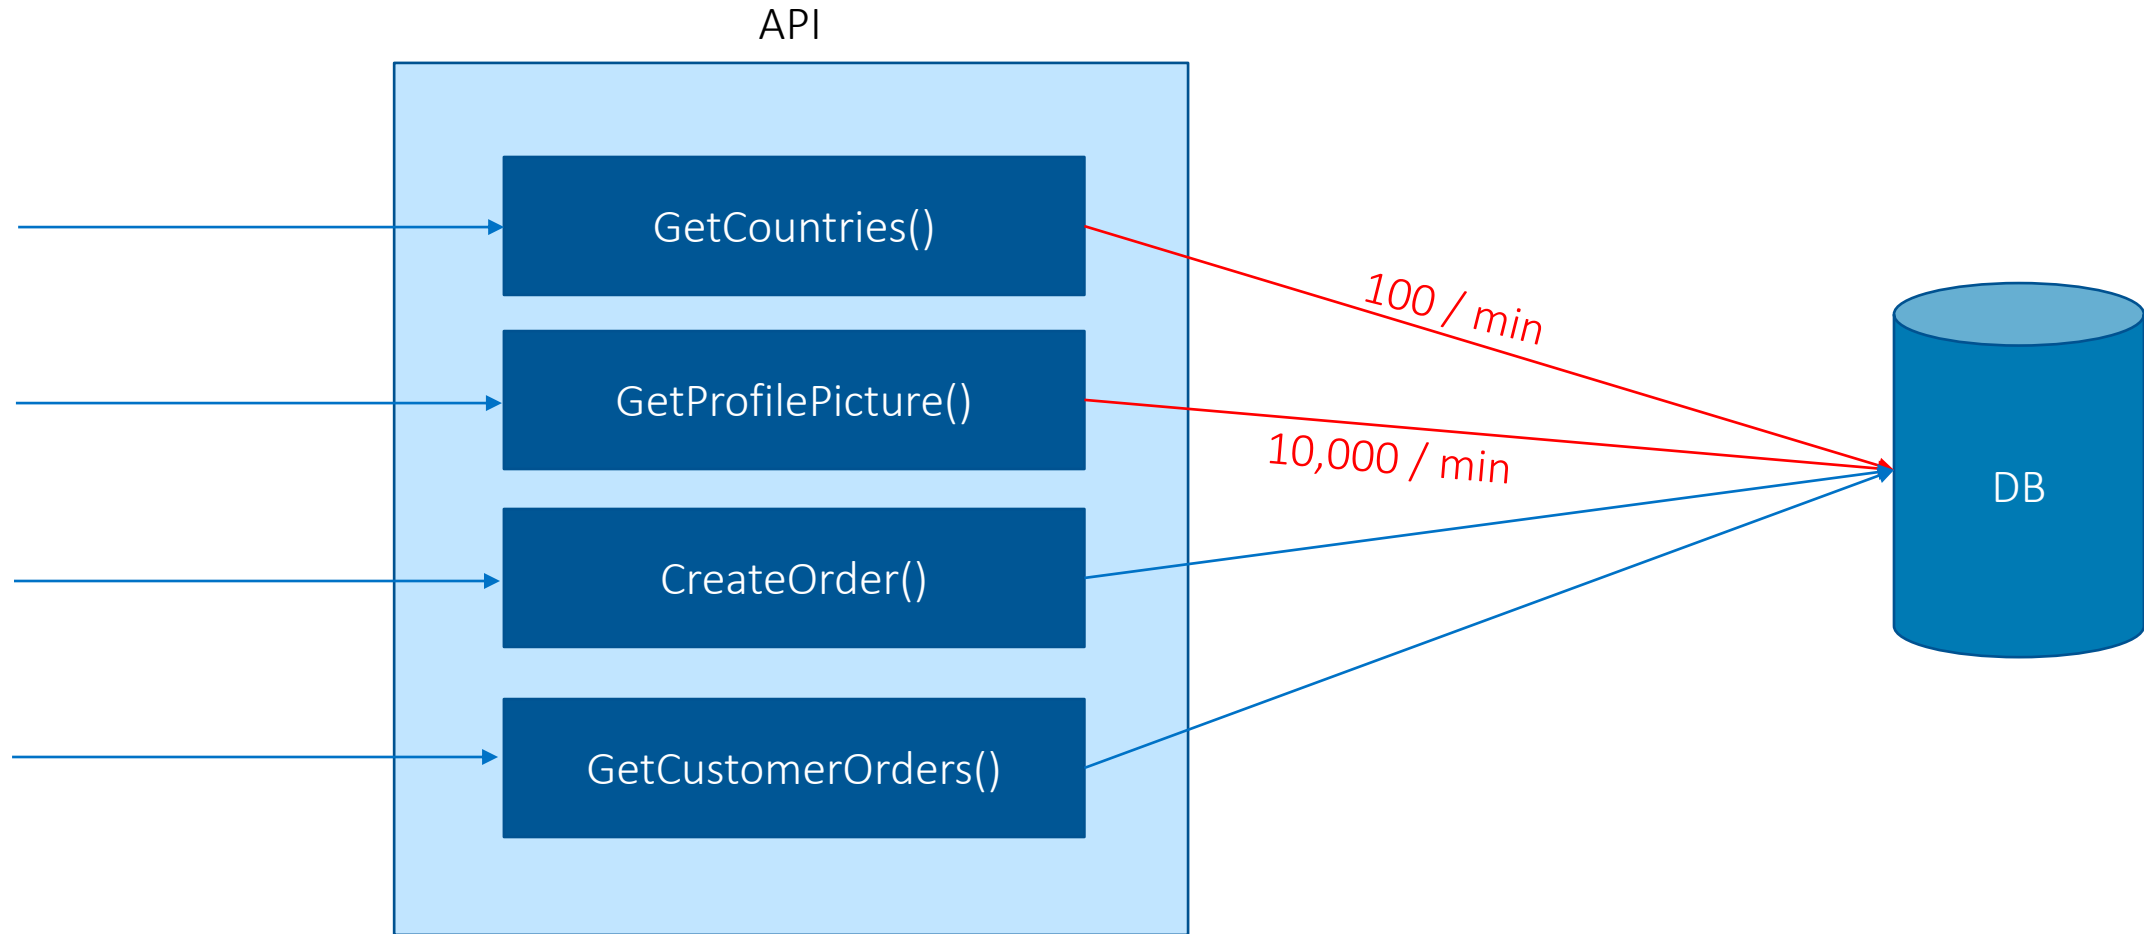 API
GetCountries()
100 / min
GetProfilePicture()
10,000 / min
DB
CreateOrder()
GetCustomerOrders()